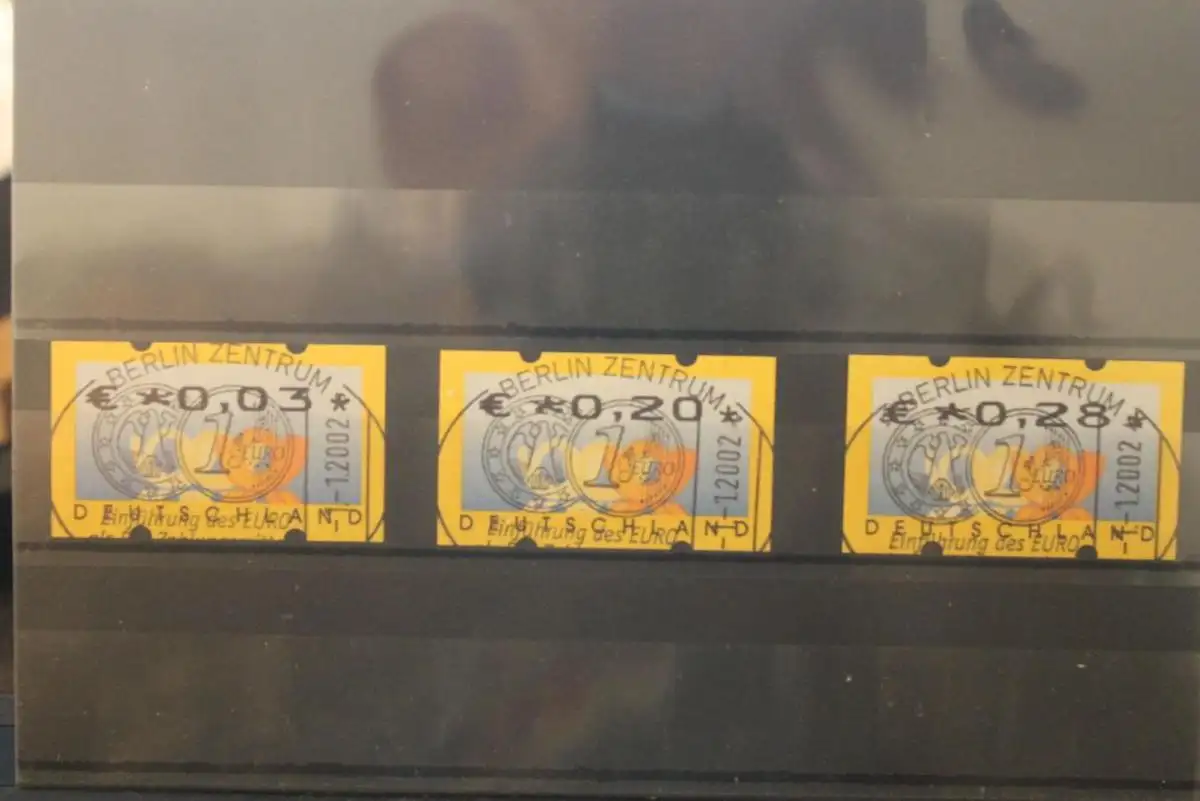 BERLIN ZENTRUM
€ *0,03 *
1 EURO
-1.2002
DEUTSCHLAND
Einführung des EURO
BERLIN ZENTRUM
€ *0,20 *
1 EURO
-1.2002
DEUTSCHLAND
Einführung des EURO
BERLIN ZENTRUM
€ *0,28 *
1 EURO
-1.2002
DEUTSCHLAND
Einführung des EURO